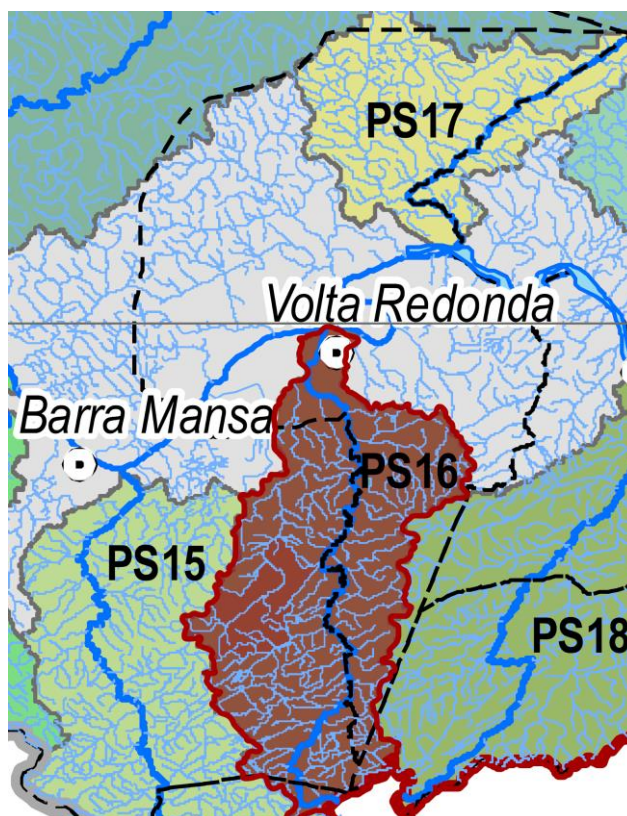 PS17
Volta Redonda
Barra Mansa
PS16
PS15
PS18